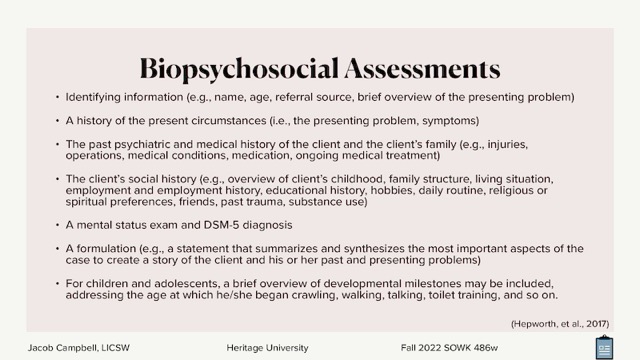 Biopsychosocial Assessments
• Identifying information (e.g., name, age, referral source, brief overview of the presenting problem)
• A history of the present circumstances (i.e., the presenting problem, symptoms)
• The past psychiatric and medical history of the client and the client's family (e.g., injuries,
operations, medical conditions, medication, ongoing medical treatment)
• The client's social history (e.g., overview of client's childhood, family structure, living situation,
employment and employment history, educational history, hobbies, daily routine, religious or
spiritual preferences, friends, past trauma, substance use)
• A mental status exam and DSM-5 diagnosis
• A formulation (e.g., a statement that summarizes and synthesizes the most important aspects of the
case to create a story of the client and his or her past and presenting problems)
• For children and adolescents, a brief overview of developmental milestones may be included,
addressing the age at which he/she began crawling, walking, talking, toilet training, and so on.
(Hepworth, et al., 2017)
Jacob Campbell, LICSW Heritage University Fall 2022 SOWK 486w